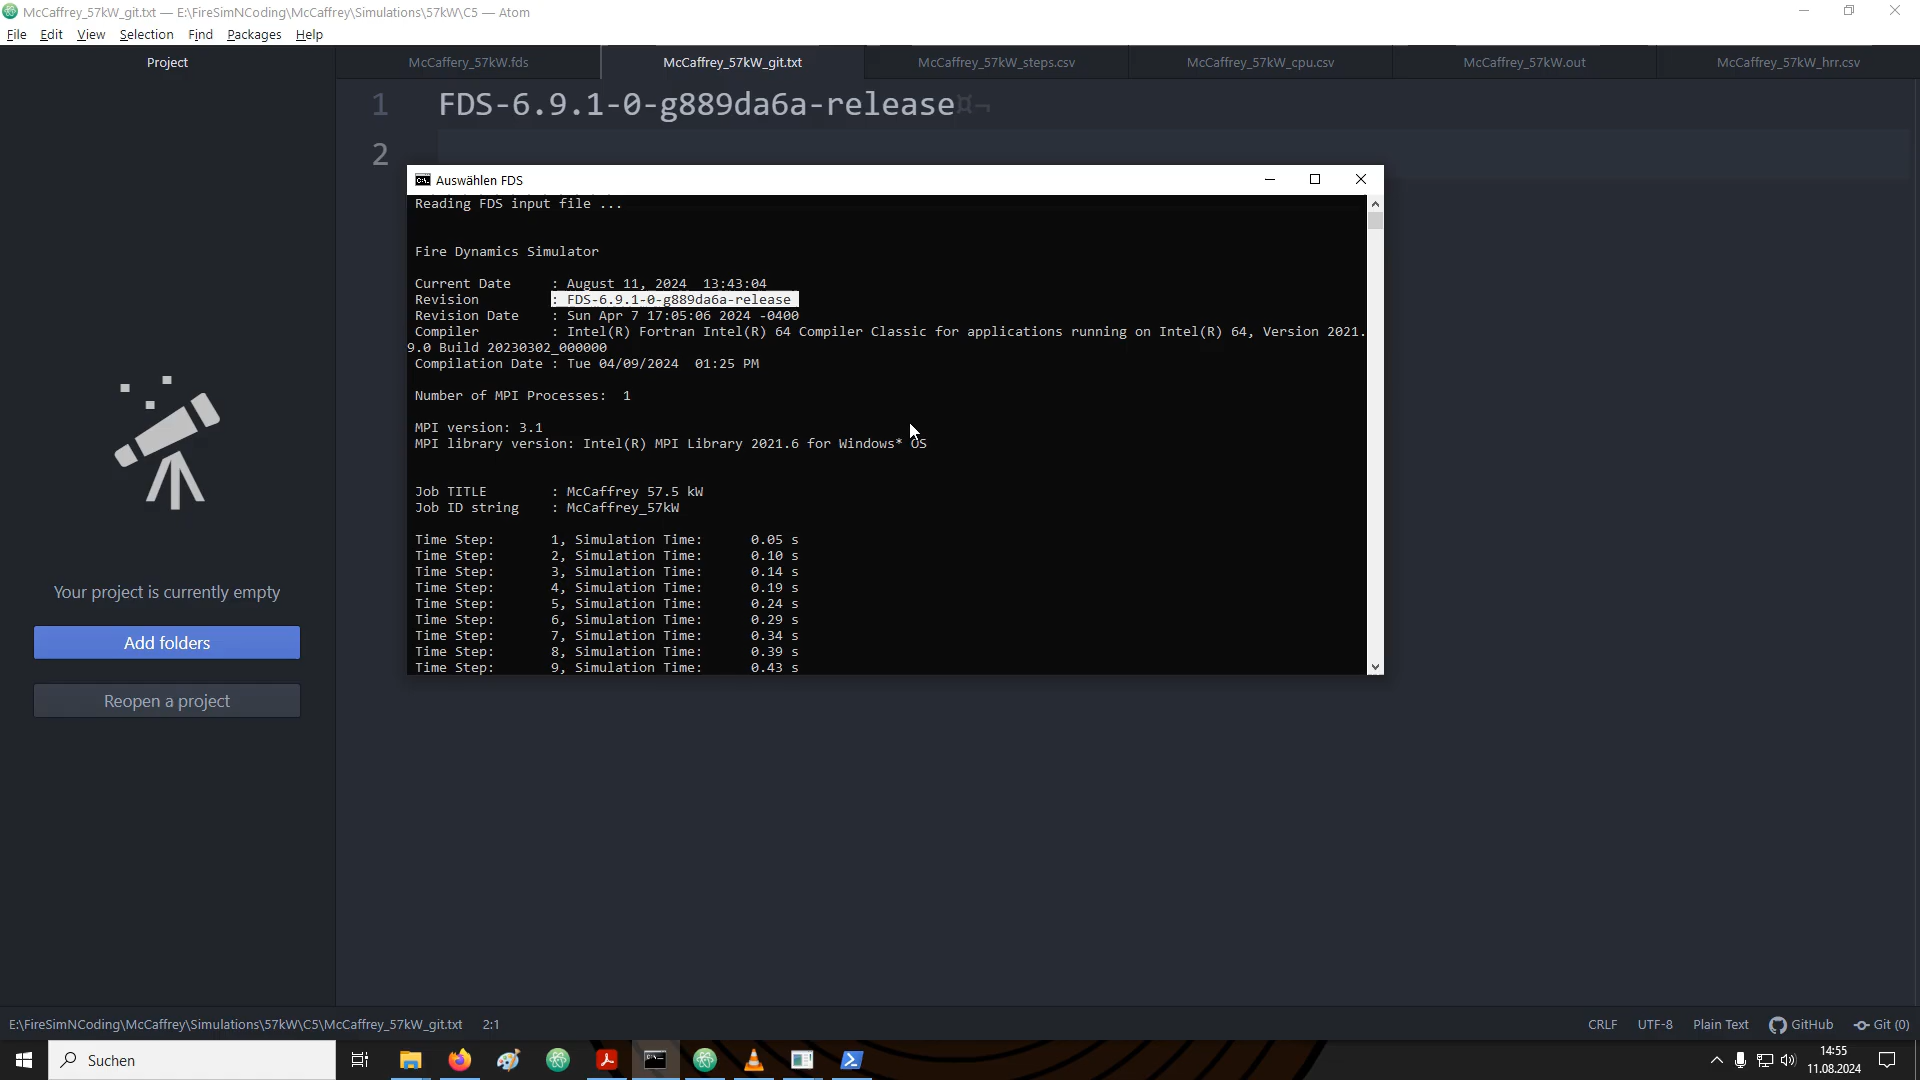 McCaffrey_57kW_git.txt — E:\FireSimNCoding\McCaffrey\Simulations\57kW\C5 — Atom
File Edit View Selection Find Packages Help
Project
McCaffery_57kW.fds
McCaffrey_57kW_git.txt
McCaffrey_57kW_steps.csv
McCaffrey_57kW_cpu.csv
McCaffrey_57kW.out
McCaffrey_57kW_hrr.csv
1 FDS-6.9.1-0-g889da6a-release¤¬
2
Auswählen FDS
Reading FDS input file ...
Fire Dynamics Simulator
Current Date : August 11, 2024 13:43:04
Revision : FDS-6.9.1-0-g889da6a-release
Revision Date : Sun Apr 7 17:05:06 2024 -0400
Compiler : Intel(R) Fortran Intel(R) 64 Compiler Classic for applications running on Intel(R) 64, Version 2021.
9.0 Build 20230302_000000
Compilation Date : Tue 04/09/2024 01:25 PM
Number of MPI Processes: 1
MPI version: 3.1
MPI library version: Intel(R) MPI Library 2021.6 for Windows* OS
Job TITLE : McCaffrey 57.5 kW
Job ID string : McCaffrey_57kW
Time Step: 1, Simulation Time: 0.05 s
Time Step: 2, Simulation Time: 0.10 s
Time Step: 3, Simulation Time: 0.14 s
Time Step: 4, Simulation Time: 0.19 s
Time Step: 5, Simulation Time: 0.24 s
Time Step: 6, Simulation Time: 0.29 s
Time Step: 7, Simulation Time: 0.34 s
Time Step: 8, Simulation Time: 0.39 s
Time Step: 9, Simulation Time: 0.43 s
Your project is currently empty
Add folders
Reopen a project
E:\FireSimNCoding\McCaffrey\Simulations\57kW\C5\McCaffrey_57kW_git.txt 2:1
CRLF UTF-8 Plain Text GitHub Git (0)
Suchen
14:55
11.08.2024